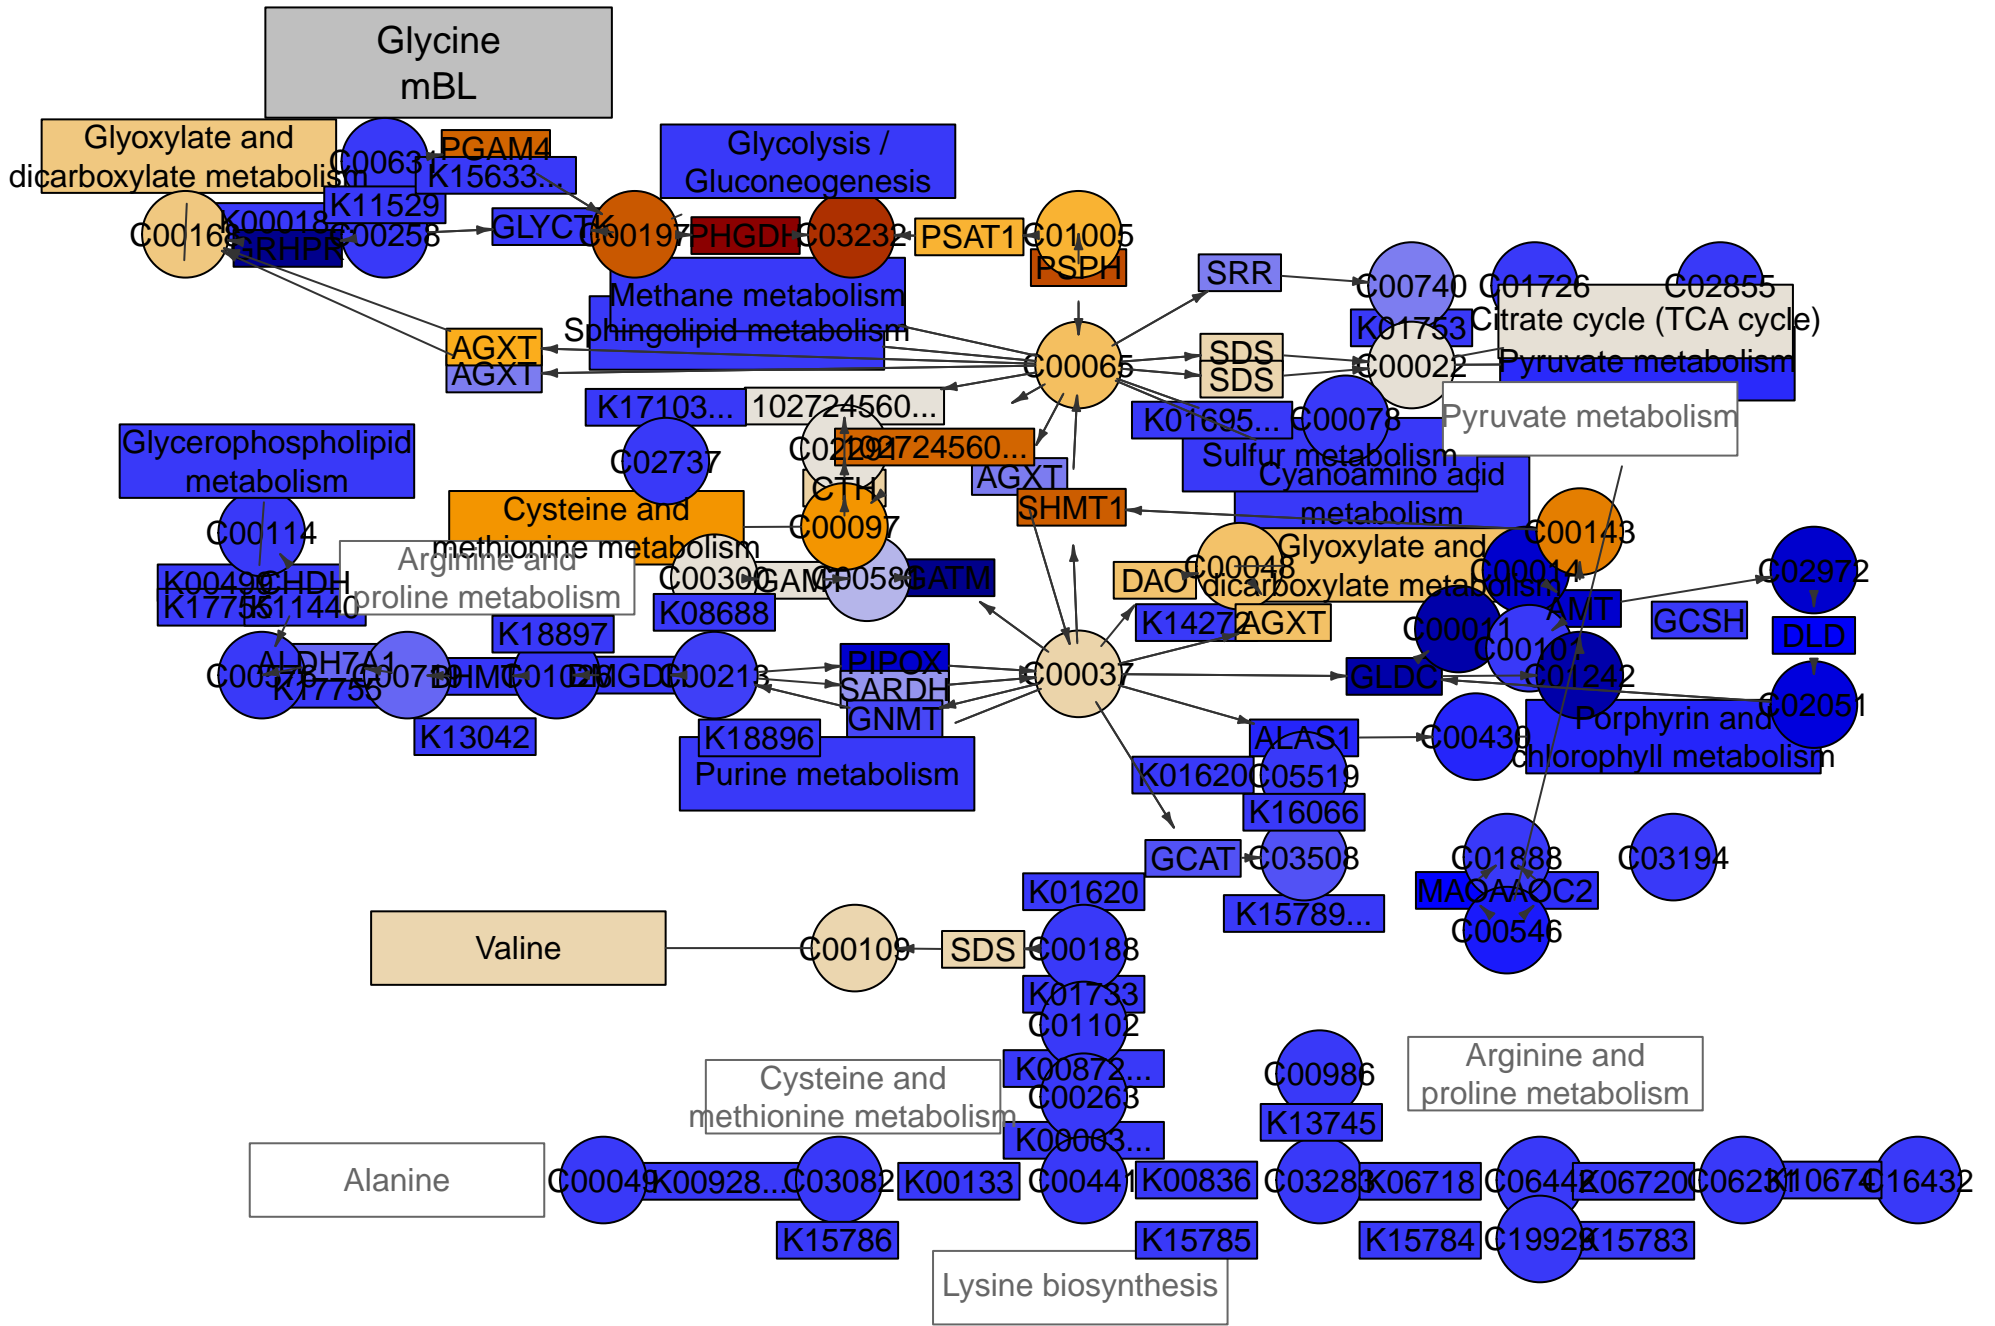 Glycine
mBL
Glyoxylate and
dicarboxylate metabolism
C00631
PGAM4
K15633...
Glycolysis /
Gluconeogenesis
K11529
K00018
C00168
GRHPR
C00258
GLYCTK
C00197
PHGDH
C03232
PSAT1
C01005
PSPH
SRR
C00740
C01726
C02855
Methane metabolism
Sphingolipid metabolism
K01753
Citrate cycle (TCA cycle)
AGXT
AGXT
C00065
SDS
SDS
C00022
Pyruvate metabolism
K17103...
102724560...
K01695...
C00078
Pyruvate metabolism
Glycerophospholipid
metabolism
C02737
C02291
102724560...
AGXT
Sulfur metabolism
Cyanoamino acid
metabolism
CTH
SHMT1
Cysteine and
methionine metabolism
C00097
C00114
C00143
Arginine and
proline metabolism
Glyoxylate and
dicarboxylate metabolism
K00499
CHDH
K17755
K11440
C00300
GAMT
GATM
DAO
C00048
C02972
K08688
K14272
AGXT
C00011
AMT
GCSH
DLD
K18897
ALDH7A1
K17755
BHMT
DMGDH
C00213
PIPOX
SARDH
GNMT
C00037
GLDC
C01242
C02051
K13042
K18896
Purine metabolism
ALAS1
C00430
Porphyrin and
chlorophyll metabolism
K01620
C05519
K16066
GCAT
C03508
C01888
C03194
K01620
K15789...
MAOA
AOC2
C00546
Valine
C00109
SDS
C00188
K01733
C01102
K00872...
C00263
K00003...
Cysteine and
methionine metabolism
C00986
K13745
Arginine and
proline metabolism
Alanine
C00049
K00928...
C03082
K00133
C00441
K00836
C03283
K06718
C06442
K06720
C06231
K10674
C16432
K15786
K15785
K15784
C19929
K15783
Lysine biosynthesis